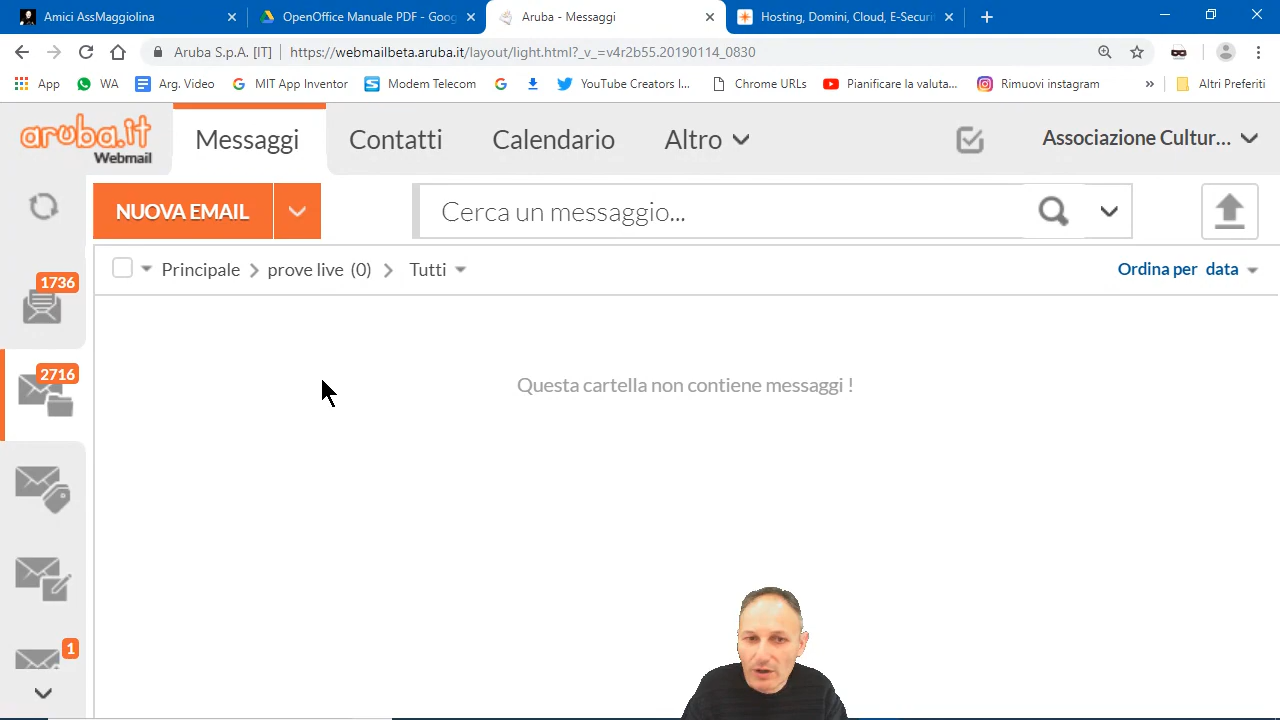 Amici AssMaggiolina
OpenOffice Manuale PDF - Goog
Aruba - Messaggi
Hosting, Domini, Cloud, E-Securi
Aruba S.p.A. [IT]
https://webmailbeta.aruba.it/layout/light.html?_v_=v4r2b55.20190114_0830
App
WA
Arg. Video
MIT App Inventor
Modem Telecom
YouTube Creators I...
Chrome URLs
Pianificare la valuta...
Rimuovi instagram
»
Altri Preferiti
aruba.it
Webmail
Messaggi
Contatti
Calendario
Altro
Associazione Cultur...
NUOVA EMAIL
Cerca un messaggio...
Principale
prove live (0)
Tutti
Ordina per data
1736
2716
1
Questa cartella non contiene messaggi !